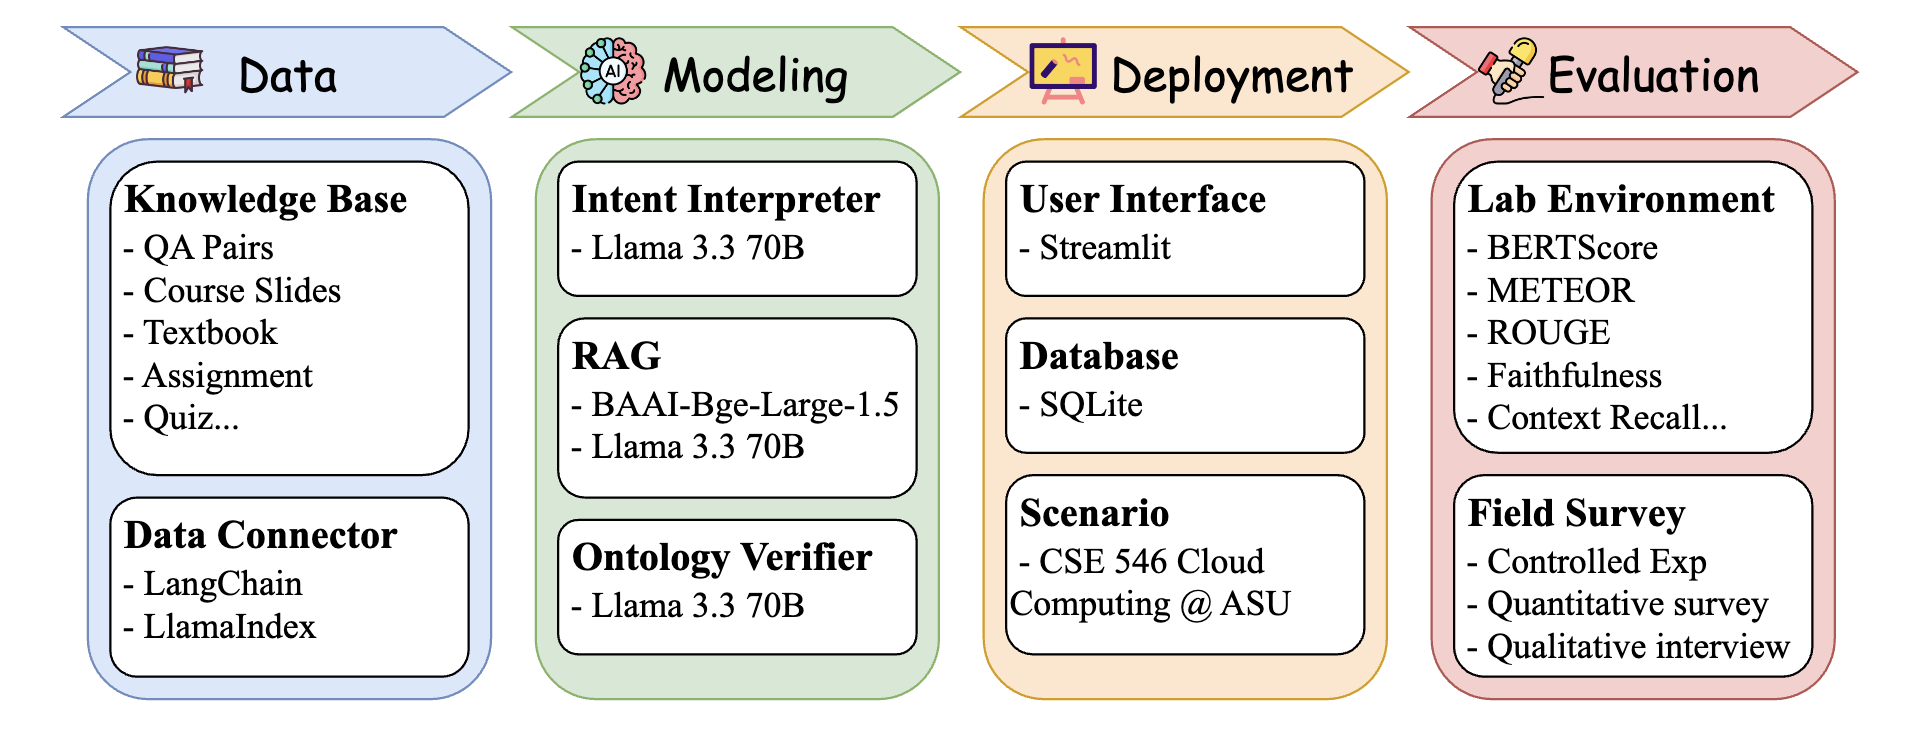 Data
Knowledge Base
- QA Pairs
- Course Slides
- Textbook
- Assignment
- Quiz...
Data Connector
- LangChain
- LlamaIndex
AI
Modeling
Intent Interpreter
- Llama 3.3 70B
RAG
- BAAI-Bge-Large-1.5
- Llama 3.3 70B
Ontology Verifier
- Llama 3.3 70B
Deployment
User Interface
- Streamlit
Database
- SQLite
Scenario
- CSE 546 Cloud
Computing @ ASU
Evaluation
Lab Environment
- BERTScore
- METEOR
- ROUGE
- Faithfulness
- Context Recall...
Field Survey
- Controlled Exp
- Quantitative survey
- Qualitative interview